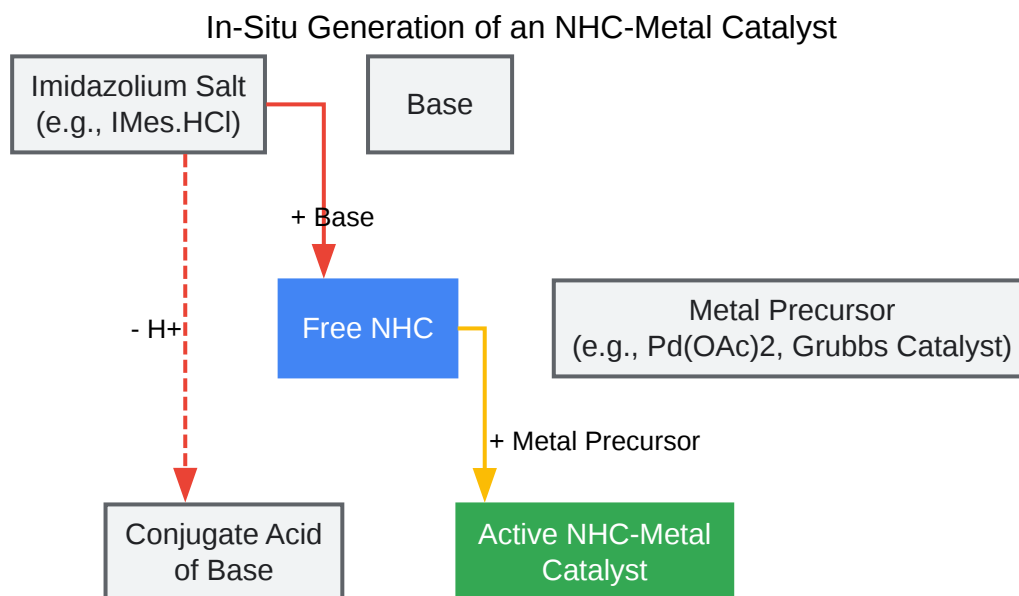 In-Situ Generation of an NHC-Metal Catalyst
Imidazolium Salt
(e.g., IMes.HCl)
Base
+ Base
- H+
Free NHC
Metal Precursor
(e.g., Pd(OAc)2, Grubbs Catalyst)
+ Metal Precursor
Conjugate Acid
of Base
Active NHC-Metal
Catalyst